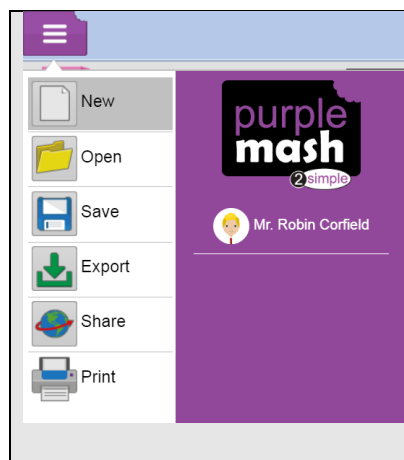 New
Open
Save
Export
Share
Print
purple
mash
2simple
Mr. Robin Corfield